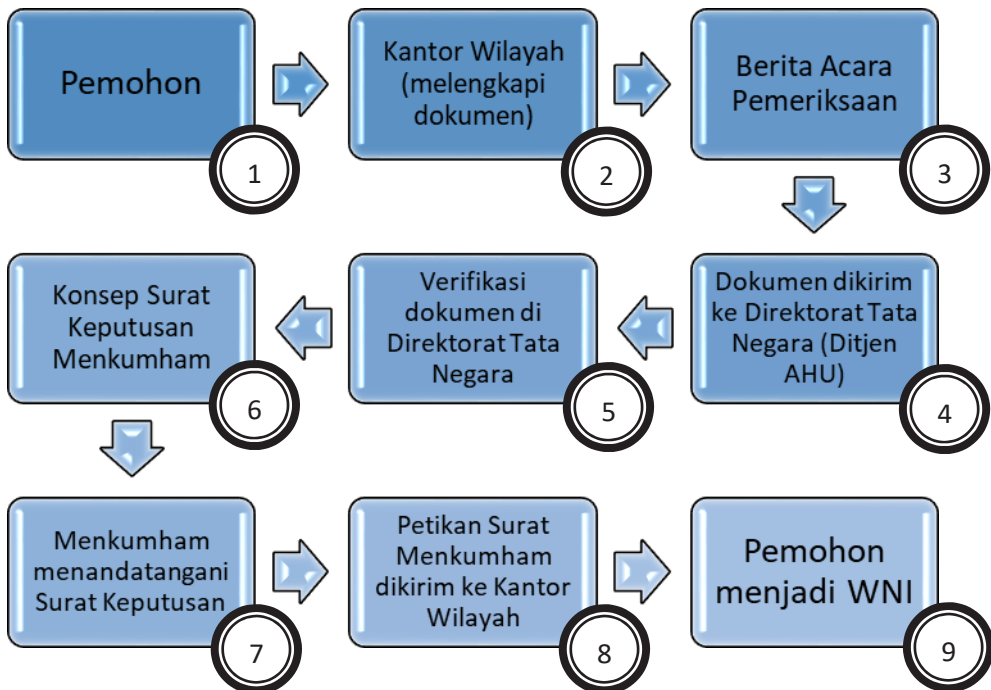 Pemohon
1
Kantor Wilayah
(melengkapi
dokumen)
2
Berita Acara
Pemeriksaan
3
Dokumen dikirim
ke Direktorat Tata
Negara (Ditjen
AHU)
4
Verifikasi
dokumen di
Direktorat Tata
Negara
5
Konsep Surat
Keputusan
Menkumham
6
Menkumham
menandatangani
Surat Keputusan
7
Petikan Surat
Menkumham
dikirim ke Kantor
Wilayah
8
Pemohon
menjadi WNI
9